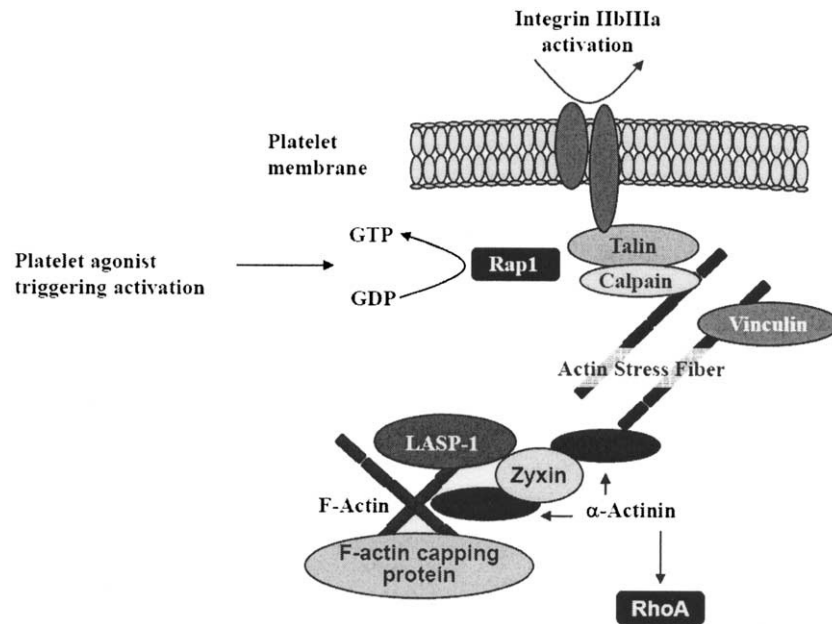 Integrin IIbIIIa
activation
Platelet
membrane
GTP
Talin
Platelet agonist
triggering activation
Rap1
Calpain
GDP
Vinculin
Actin Stress Fiber
LASP-1
Zyxin
F-Actin
α-Actinin
F-actin capping
protein
RhoA